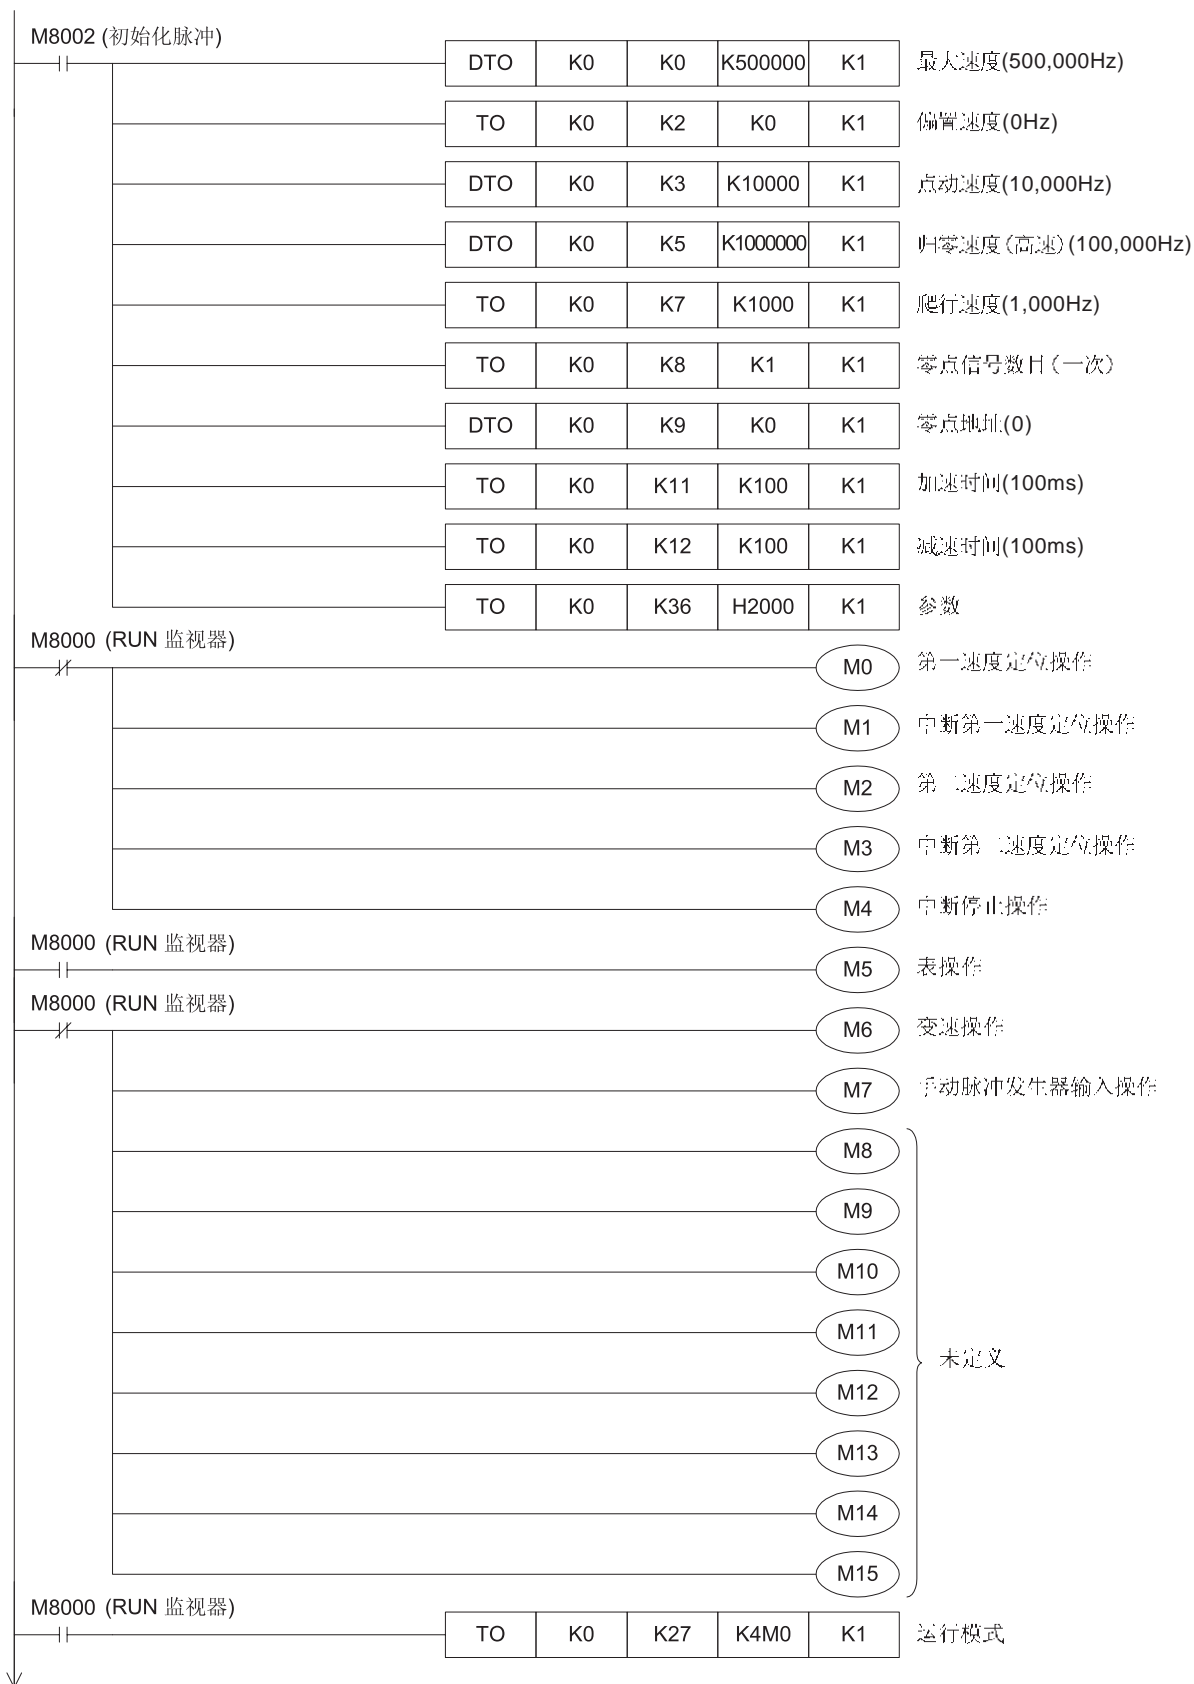 M8002 (初始化脉冲)
DTO K0 K0 K500000 K1 最大速度(500,000Hz)
TO K0 K2 K0 K1 偏置速度(0Hz)
DTO K0 K3 K10000 K1 点动速度(10,000Hz)
DTO K0 K5 K1000000 K1 归零速度(高速)(100,000Hz)
TO K0 K7 K1000 K1 爬行速度(1,000Hz)
TO K0 K8 K1 K1 零点信号数目(一次)
DTO K0 K9 K0 K1 零点地址(0)
TO K0 K11 K100 K1 加速时间(100ms)
TO K0 K12 K100 K1 减速时间(100ms)
TO K0 K36 H2000 K1 参数
M8000 (RUN 监视器)
M0 第一速度定位操作
M1 中断第一速度定位操作
M2 第二速度定位操作
M3 中断第二速度定位操作
M4 中断停止操作
M8000 (RUN 监视器)
M5 表操作
M8000 (RUN 监视器)
M6 变速操作
M7 手动脉冲发生器输入操作
M8
M9
M10
M11
未定义
M12
M13
M14
M15
M8000 (RUN 监视器)
TO K0 K27 K4M0 K1 运行模式